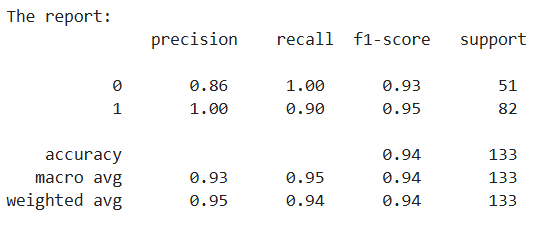 The report:
precision recall f1-score support
0 0.86 1.00 0.93 51
1 1.00 0.90 0.95 82
accuracy 0.94 133
macro avg 0.93 0.95 0.94 133
weighted avg 0.95 0.94 0.94 133